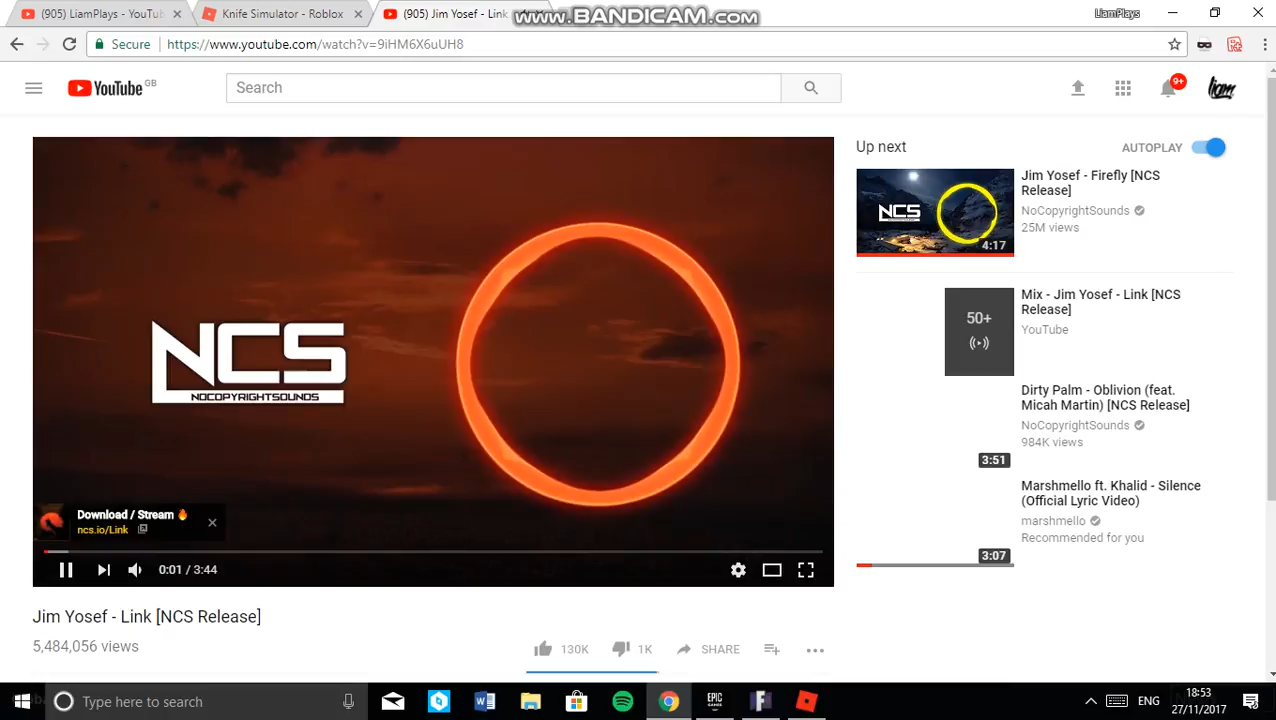 (905) LiamPlays - YouTube
Knife Simulator - Roblox
(905) Jim Yosef - Link
www.BANDICAM.com
LiamPlays
Secure
https://www.youtube.com/watch?v=9iHM6X6uUH8
YouTube GB
Search
9+
liam
NCS
NOCOPYRIGHTSOUNDS
Download / Stream 🔥
ncs.io/Link
0:01 / 3:44
Jim Yosef - Link [NCS Release]
5,484,056 views
130K
1K
SHARE
Up next
AUTOPLAY
NCS
4:17
Jim Yosef - Firefly [NCS
Release]
NoCopyrightSounds
25M views
50+
Mix - Jim Yosef - Link [NCS
Release]
YouTube
3:51
Dirty Palm - Oblivion (feat.
Micah Martin) [NCS Release]
NoCopyrightSounds
984K views
3:07
Marshmello ft. Khalid - Silence
(Official Lyric Video)
marshmello
Recommended for you
Type here to search
EPIC
GAMES
ENG
18:53
27/11/2017